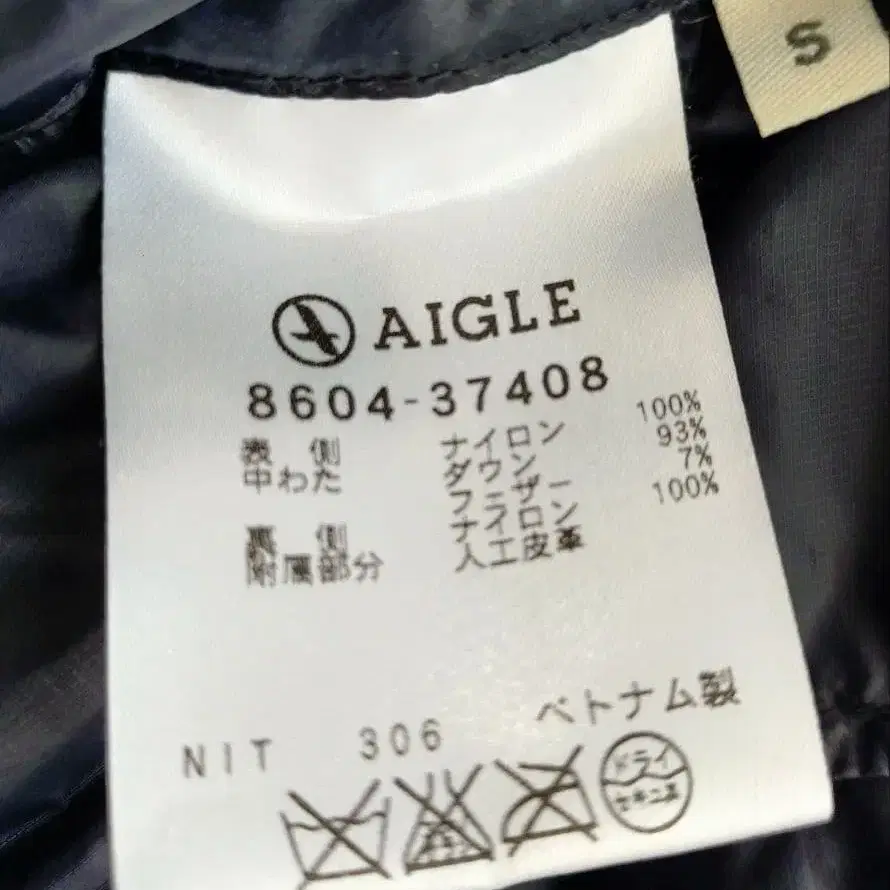 S
AIGLE
8604-37408
表側 ナイロン 100%
中わた ダウン 93%
フェザー 7%
裏側 ナイロン 100%
附属部分 人工皮革
ベトナム製
NIT 306
ドライ
セキユ系